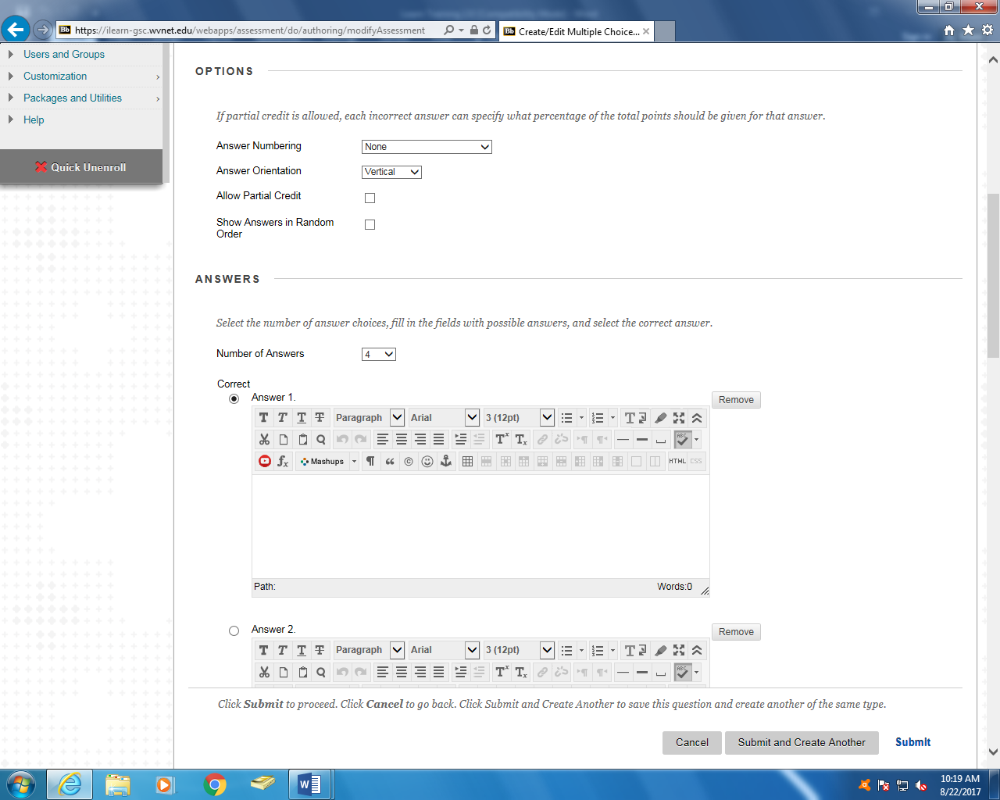 https://ilearn-gsc.wvnet.edu/webapps/assessment/do/authoring/modifyAssessment
Bb Create/Edit Multiple Choice...
Users and Groups
Customization
Packages and Utilities
Help
Quick Unenroll
OPTIONS
If partial credit is allowed, each incorrect answer can specify what percentage of the total points should be given for that answer.
Answer Numbering None
Answer Orientation Vertical
Allow Partial Credit
Show Answers in Random
Order
ANSWERS
Select the number of answer choices, fill in the fields with possible answers, and select the correct answer.
Number of Answers 4
Correct
Answer 1. Remove
T T T T Paragraph Arial 3 (12pt)
ABC
Mashups HTML CSS
Path: Words:0
Answer 2. Remove
T T T T Paragraph Arial 3 (12pt)
ABC
Click Submit to proceed. Click Cancel to go back. Click Submit and Create Another to save this question and create another of the same type.
Cancel Submit and Create Another Submit
10:19 AM
8/22/2017